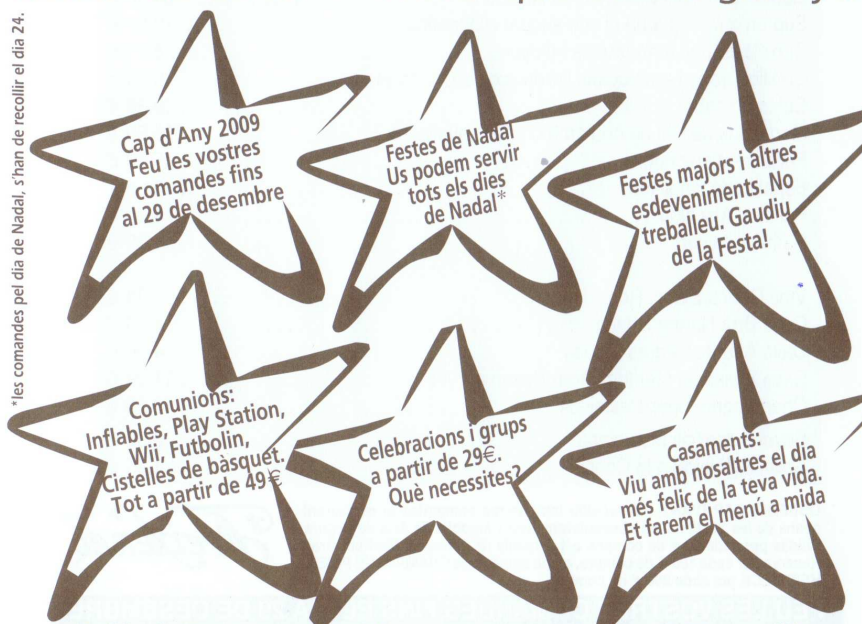 Cap d'Any 2009
Feu les vostres
comandes fins
al 29 de desembre
Festes de Nadal
Us podem servir
tots els dies
de Nadal*
Festes majors i altres
esdeveniments. No
treballeu. Gaudiu
de la Festa!
Comunions:
Inflables, Play Station,
Wii, Futbolin,
Cistelles de bàsquet.
Tot a partir de 49€
Celebracions i grups
a partir de 29€.
Què necessites?
Casaments:
Viu amb nosaltres el dia
més feliç de la teva vida.
Et farem el menú a mida
*les comandes pel dia de Nadal, s'han de recollir el dia 24.